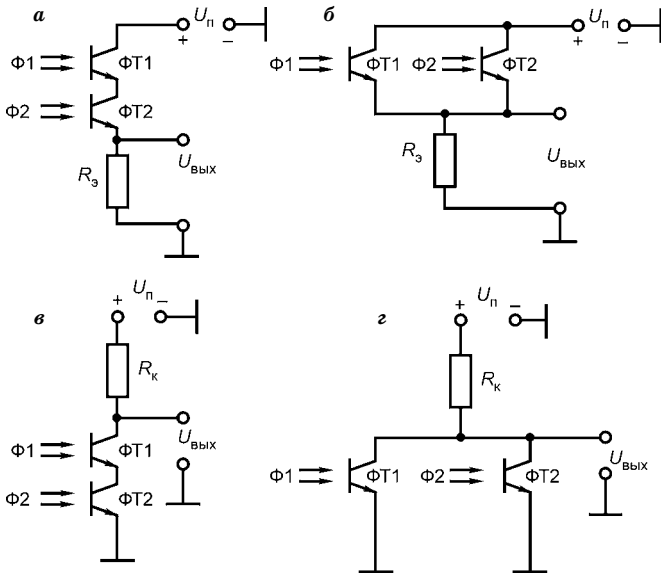 а
Uп
+ −
Ф1
ФТ1
Ф2
ФТ2
Uвых
Rэ
б
Uп
+ −
Ф1
ФТ1
Ф2
ФТ2
Rэ
Uвых
в
Uп
+ −
Rк
Ф1
ФТ1
Uвых
Ф2
ФТ2
г
Uп
+ −
Rк
Ф1
ФТ1
Ф2
ФТ2
Uвых